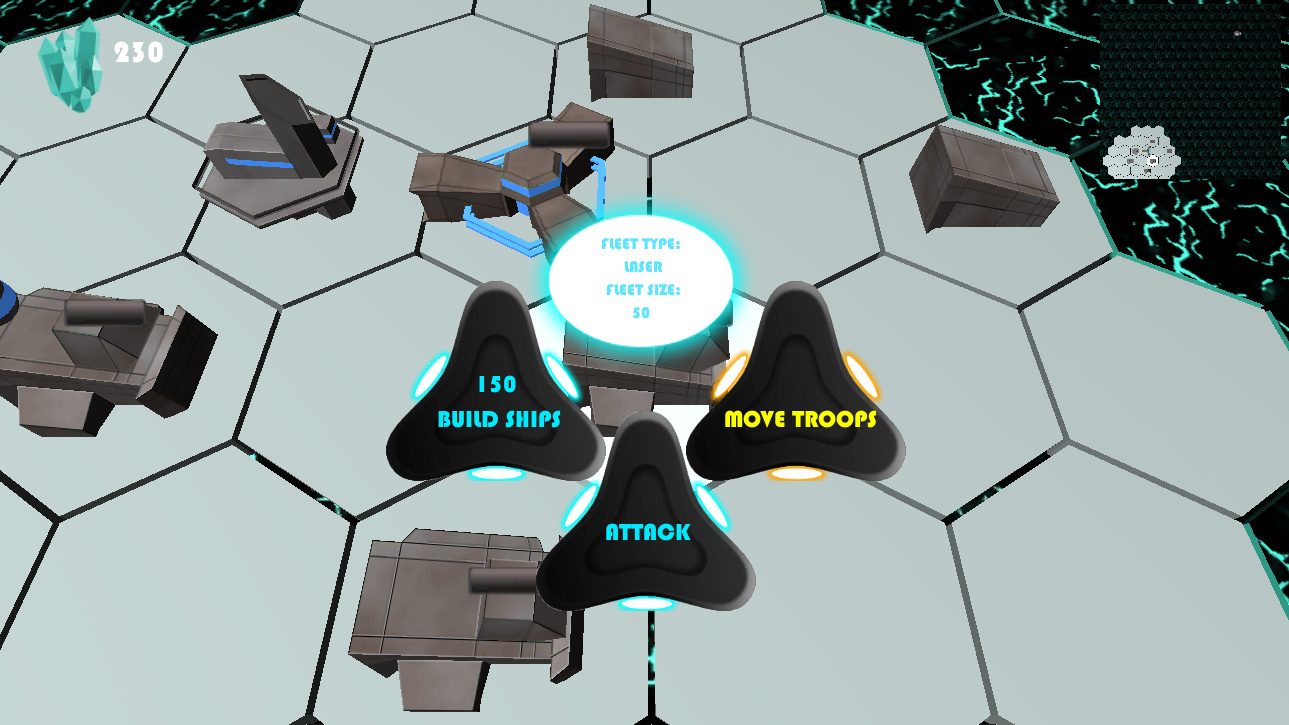 230
FLEET TYPE:
LASER
FLEET SIZE:
50
150
BUILD SHIPS
MOVE TROOPS
ATTACK